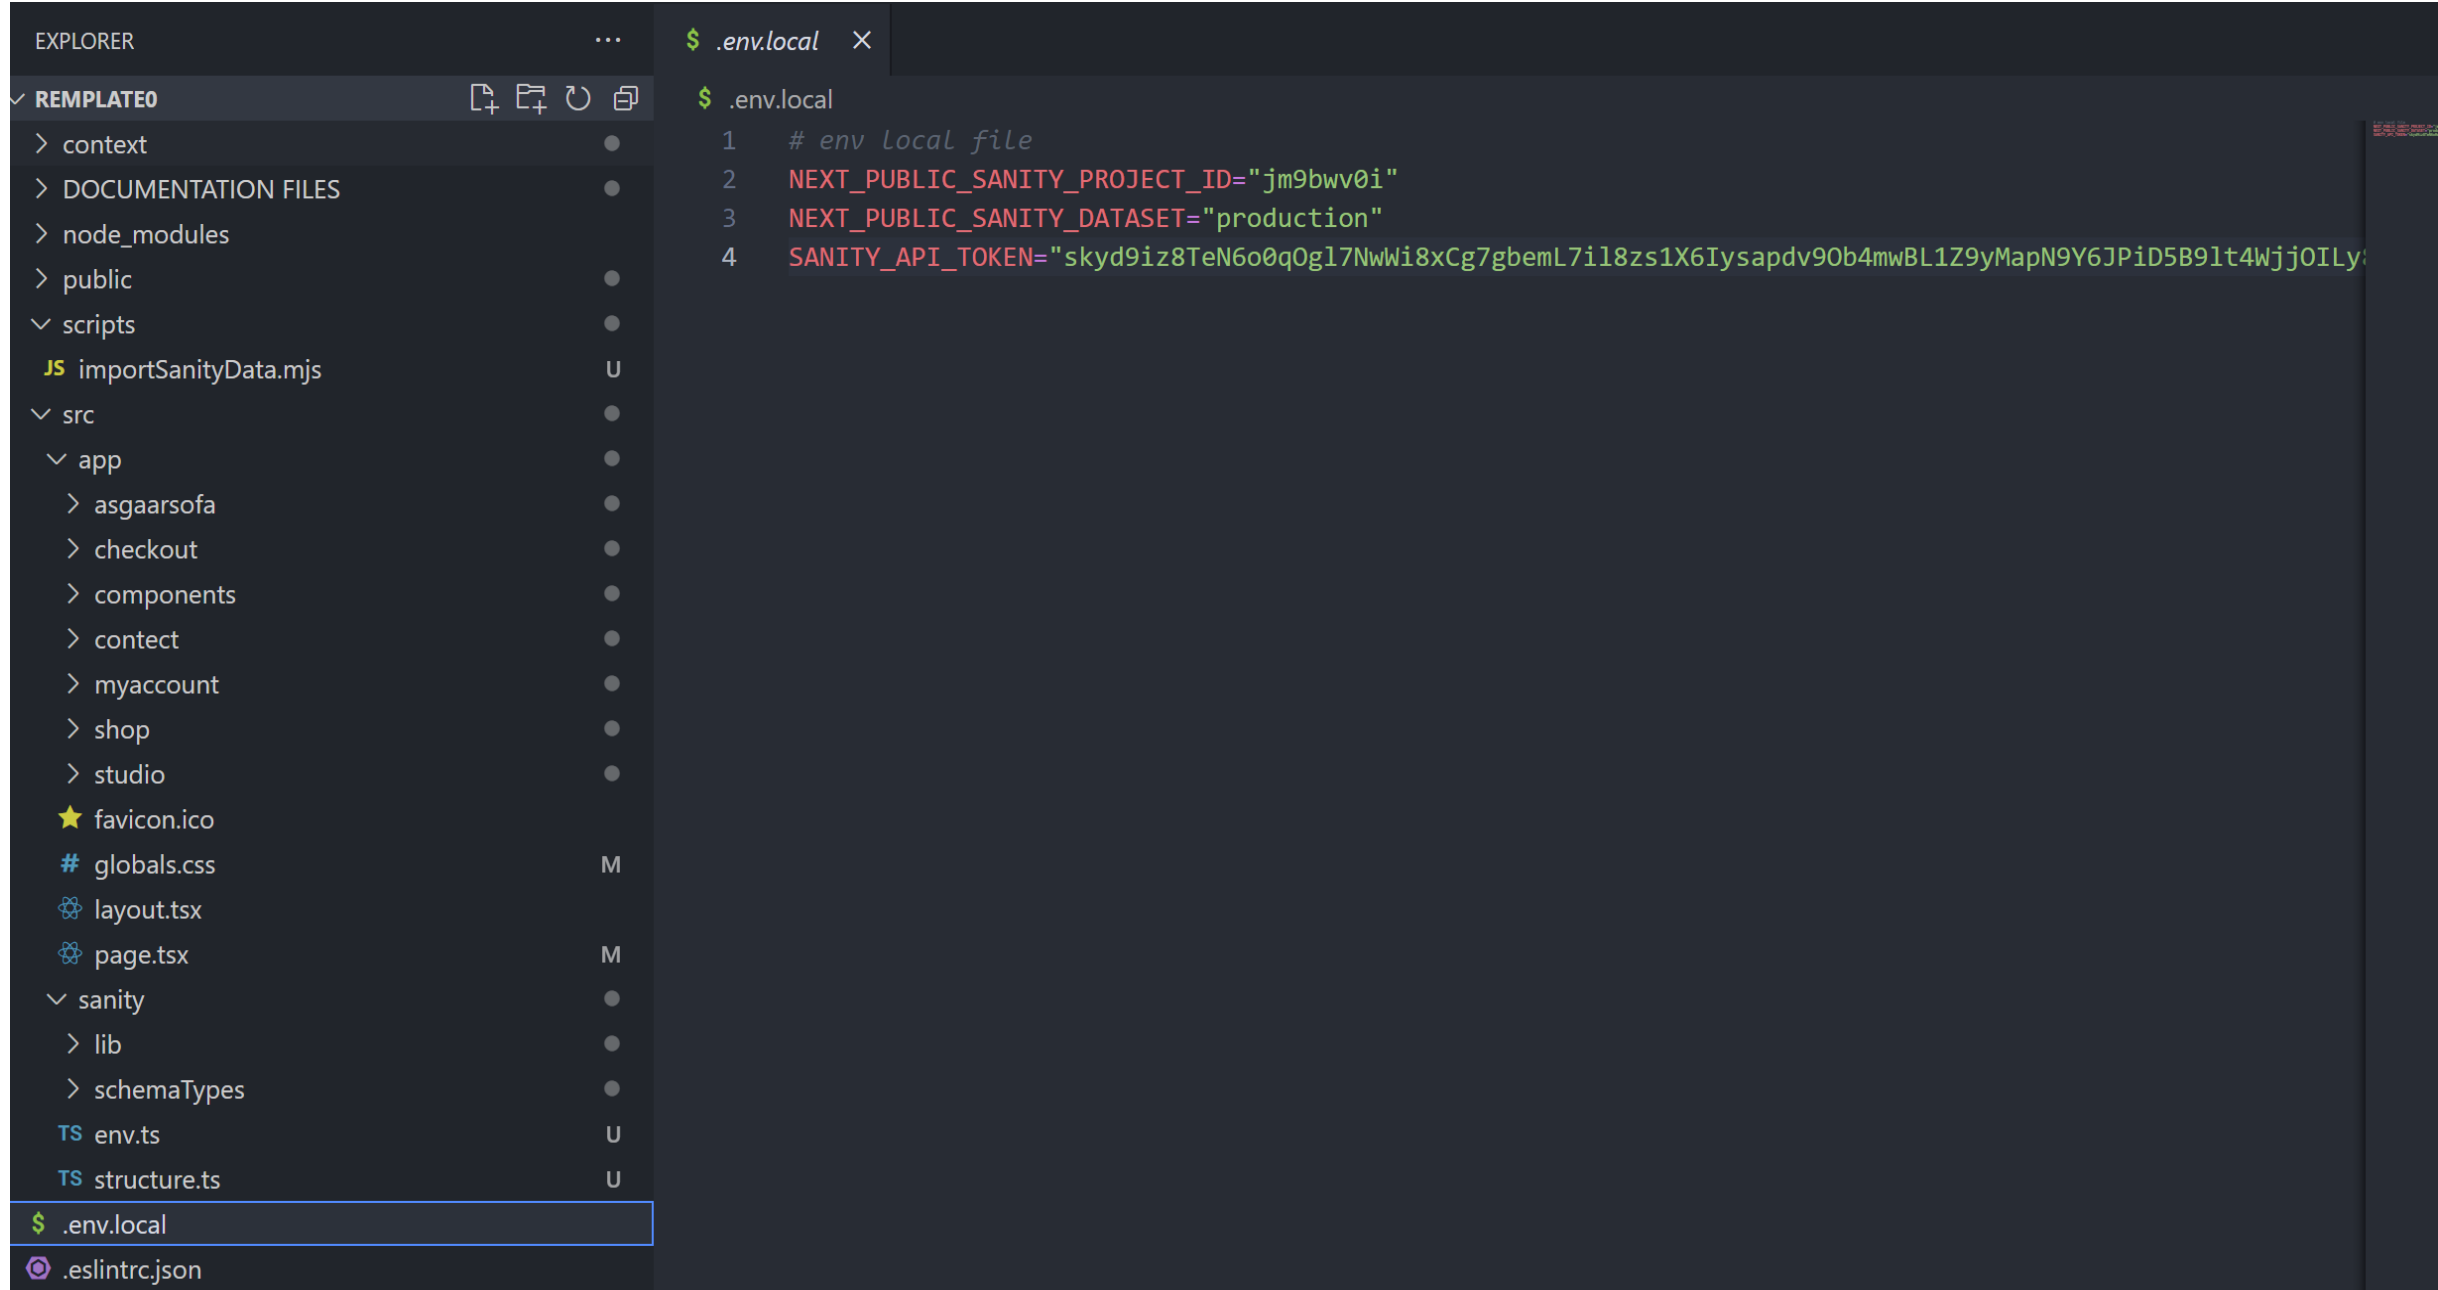 EXPLORER
REMPLATE0
context
DOCUMENTATION FILES
node_modules
public
scripts
JS importSanityData.mjs U
src
app
asgaarsofa
checkout
components
contect
myaccount
shop
studio
favicon.ico
# globals.css M
layout.tsx
page.tsx M
sanity
lib
schemaTypes
TS env.ts U
TS structure.ts U
$ .env.local
.eslintrc.json
$ .env.local
$ .env.local
1 # env local file
2 NEXT_PUBLIC_SANITY_PROJECT_ID="jm9bwv0i"
3 NEXT_PUBLIC_SANITY_DATASET="production"
4 SANITY_API_TOKEN=